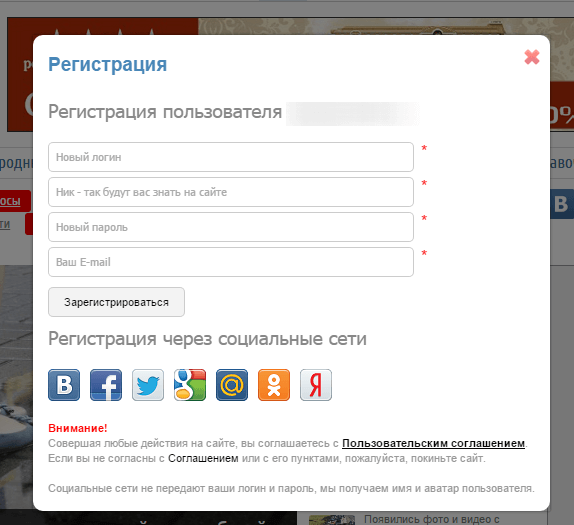 Регистрация
Регистрация пользователя
Новый логин
*
Ник - так будут вас знать на сайте
*
Новый пароль
*
Ваш E-mail
*
Зарегистрироваться
Регистрация через социальные сети
Внимание!
Совершая любые действия на сайте, вы соглашаетесь с Пользовательским соглашением.
Если вы не согласны с Соглашением или с его пунктами, пожалуйста, покиньте сайт.
Социальные сети не передают ваши логин и пароль, мы получаем имя и аватар пользователя.
Появились фото и видео с